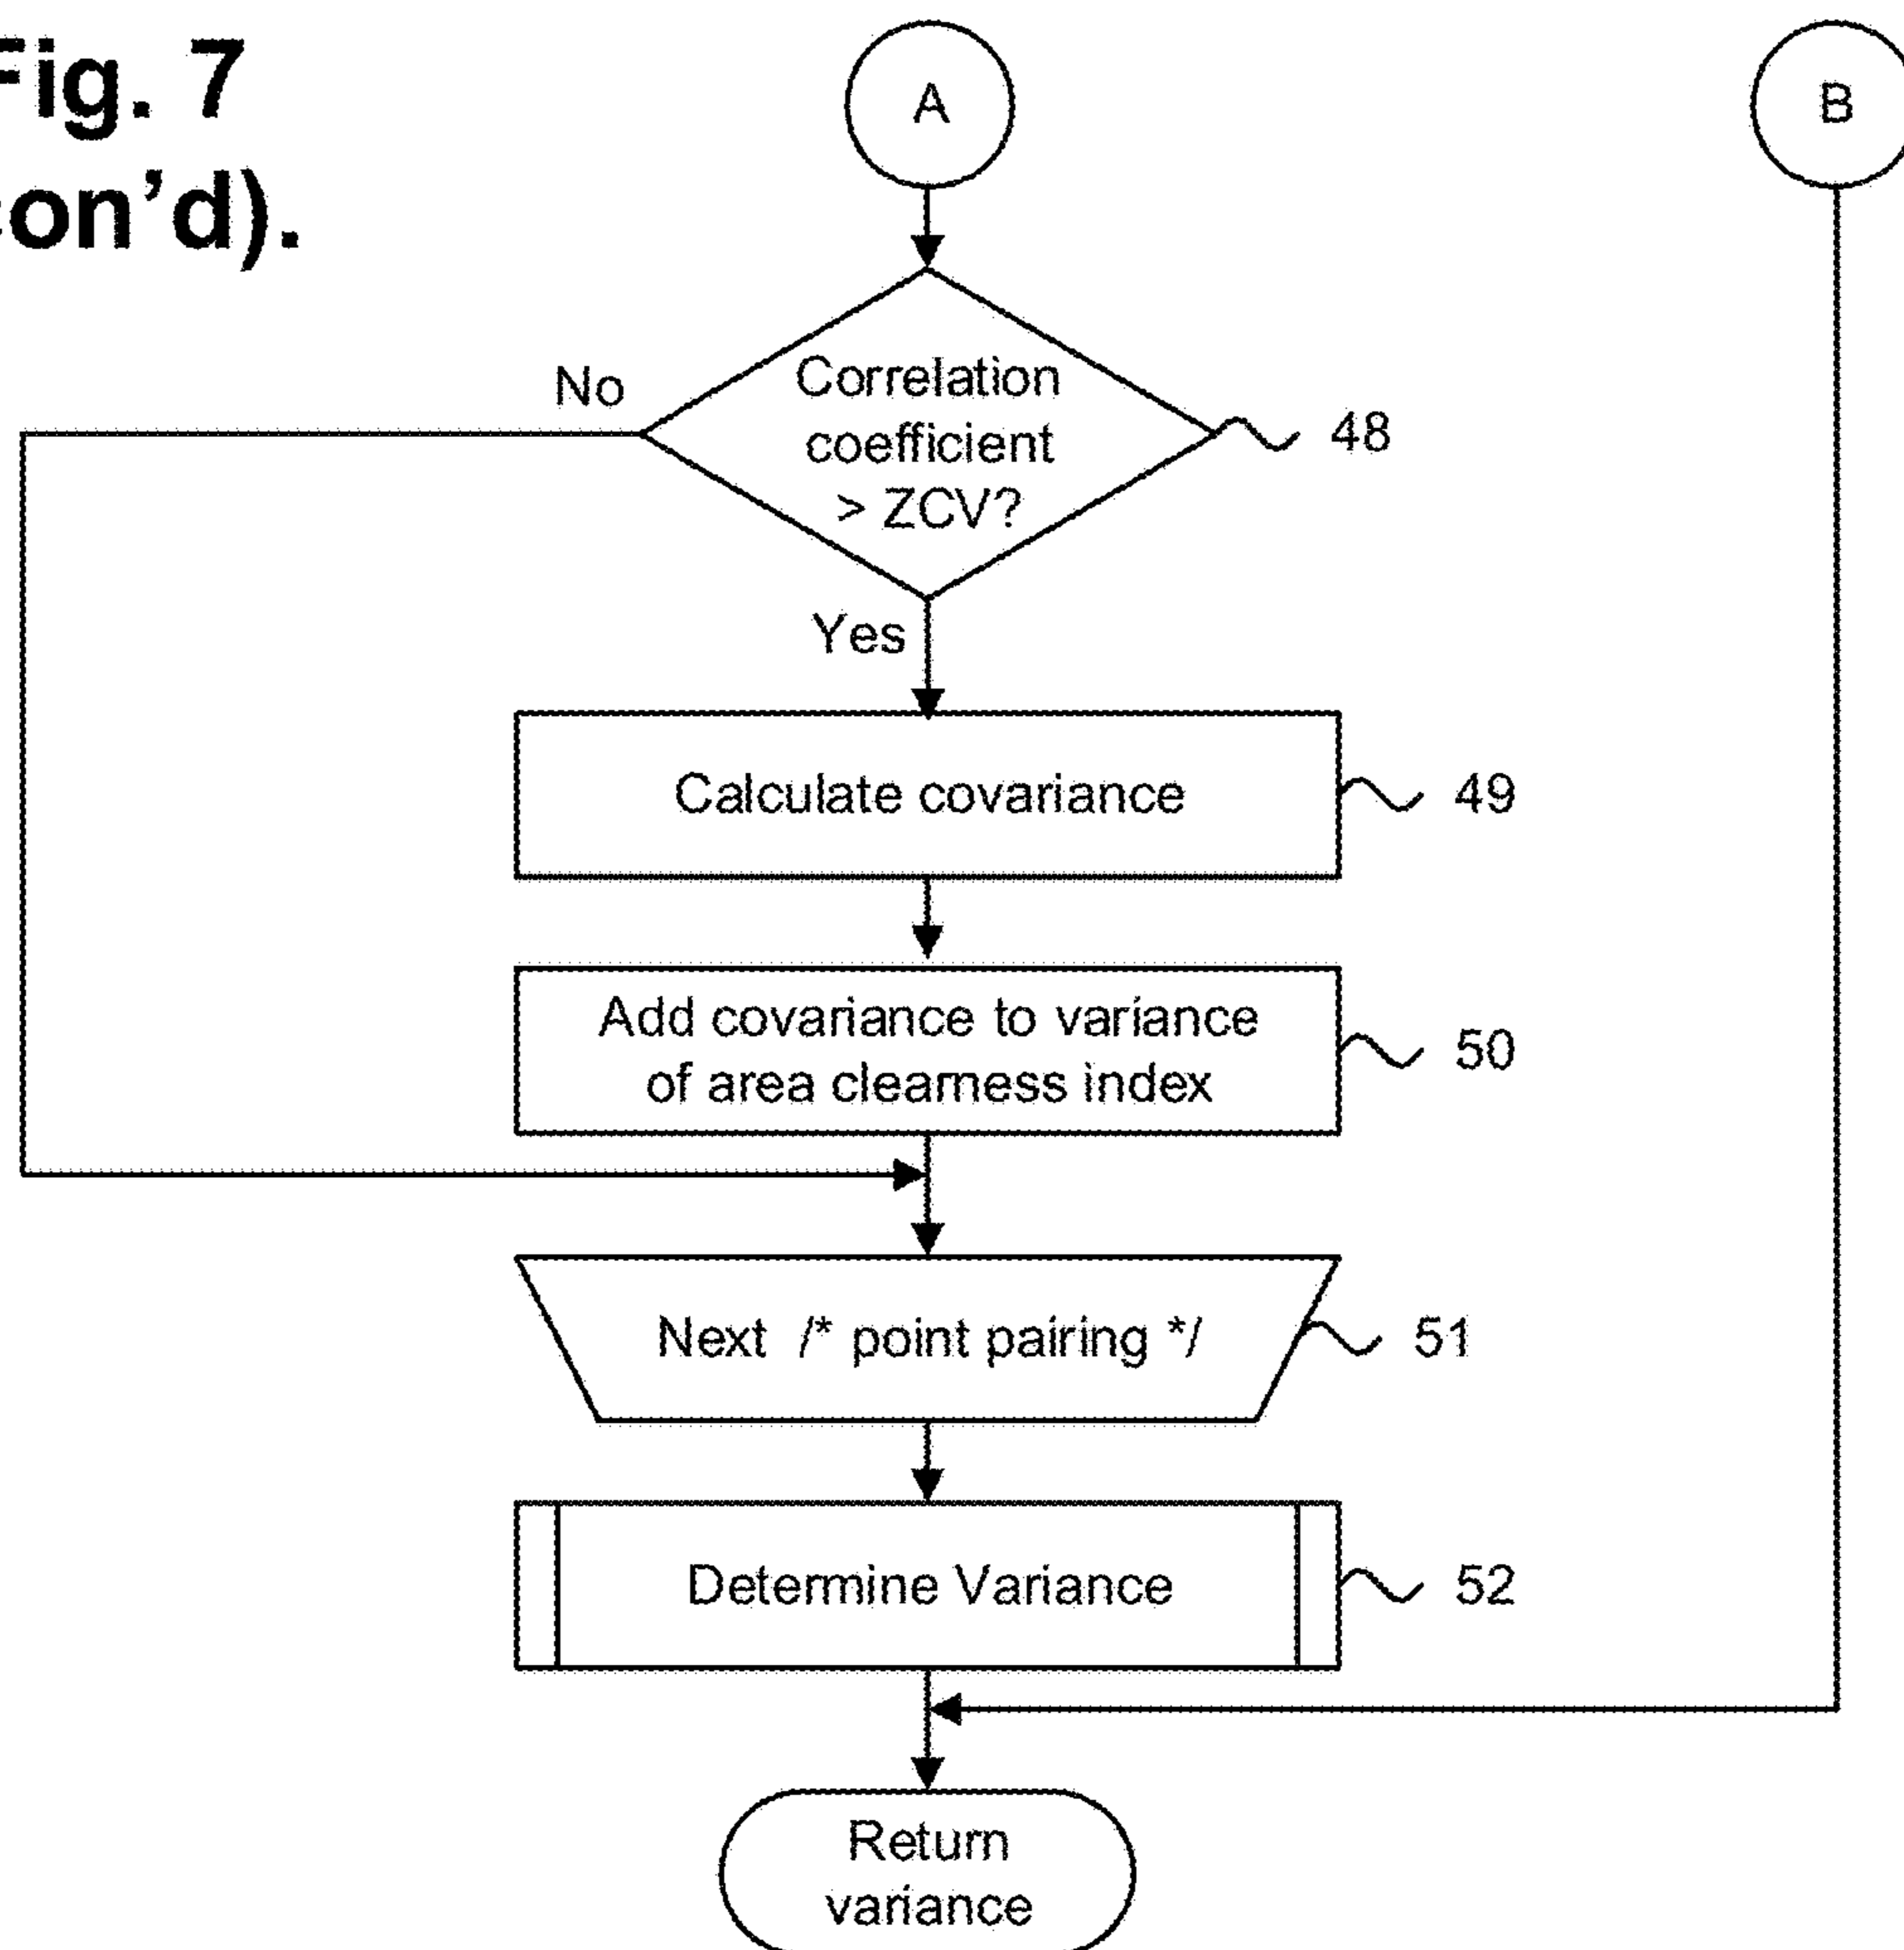 Fig. 7
con’d).
A
B
No
Correlation
coefficient
> ZCV?
48
Yes
Calculate covariance
49
Add covariance to variance
of area clearness index
50
Next /* point pairing */
51
Determine Variance
52
Return
variance